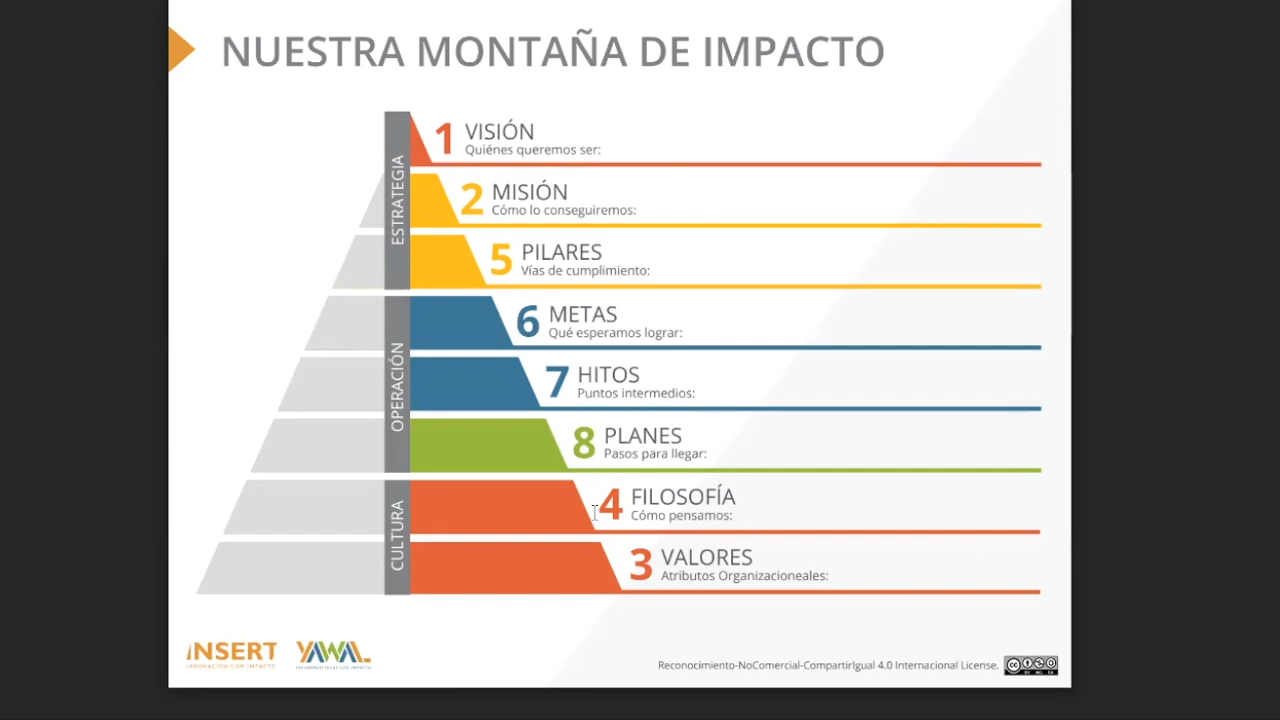 NUESTRA MONTAÑA DE IMPACTO
ESTRATEGIA
1 VISIÓN
Quiénes queremos ser:
2 MISIÓN
Cómo lo conseguiremos:
5 PILARES
Vías de cumplimiento:
OPERACIÓN
6 METAS
Qué esperamos lograr:
7 HITOS
Puntos intermedios:
8 PLANES
Pasos para llegar:
CULTURA
4 FILOSOFÍA
Cómo pensamos:
3 VALORES
Atributos Organizacioneales:
INSERT
INNOVACIÓN CON IMPACTO
YAWAL
Reconocimiento-NoComercial-CompartirIgual 4.0 Internacional License.
cc